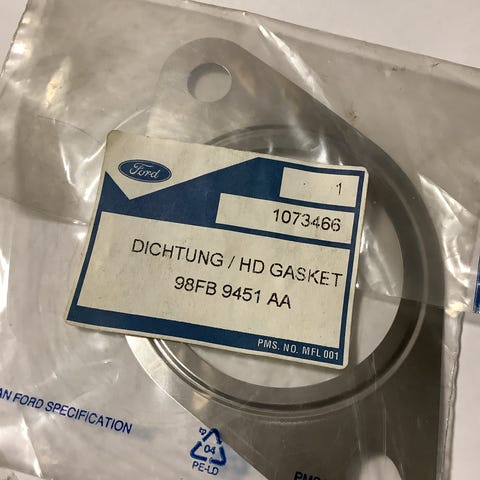 Ford
1
1073466
DICHTUNG / HD GASKET
98FB 9451 AA
PMS. NO. MFL 001
AN FORD SPECIFICATION
04
PE-LD
PMS